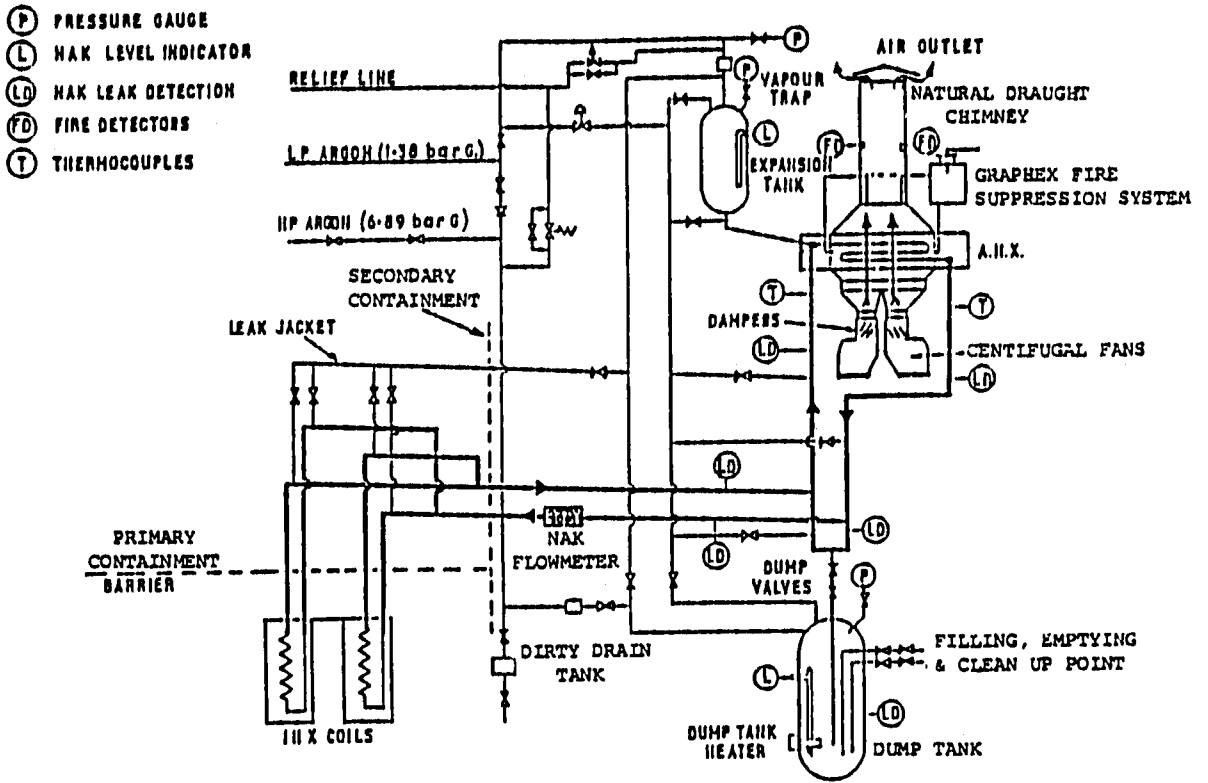 P PRESSURE GAUGE
L NAK LEVEL INDICATOR
LD NAK LEAK DETECTION
FD FIRE DETECTORS
T THERMOCOUPLES
P
AIR OUTLET
RELIEF LINE
P
VAPOUR
TRAP
NATURAL DRAUGHT
CHIMNEY
L
FD
FD
LP ARGON (1·38 bar G.)
EXPANSION
TANK
GRAPHEX FIRE
SUPPRESSION SYSTEM
HP ARGON (6·89 bar G)
A.H.X.
SECONDARY
CONTAINMENT
T
T
LEAK JACKET
DAMPERS
LD
CENTIFUGAL FANS
LD
LD
PRIMARY
CONTAINMENT
BARRIER
NAK
FLOWMETER
LD
LD
DUMP
VALVES
P
DIRTY DRAIN
TANK
FILLING, EMPTYING
& CLEAN UP POINT
L
LD
IHX COILS
DUMP TANK
HEATER
DUMP TANK